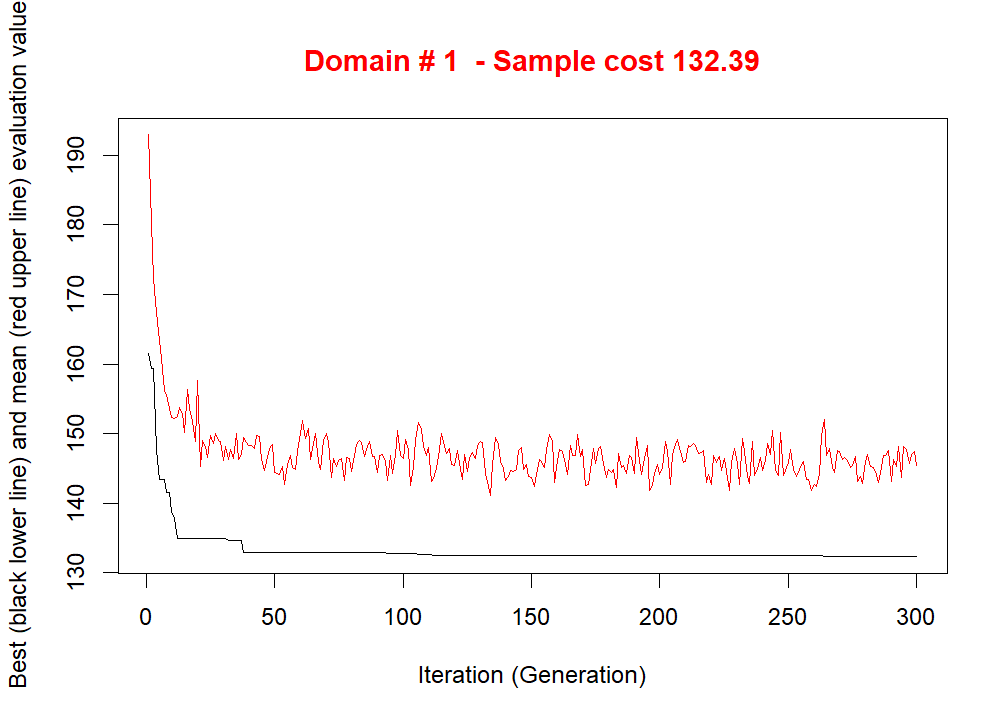 Domain # 1  - Sample cost 132.39
Best (black lower line) and mean (red upper line) evaluation value
190
180
170
160
150
140
130
0 50 100 150 200 250 300
Iteration (Generation)